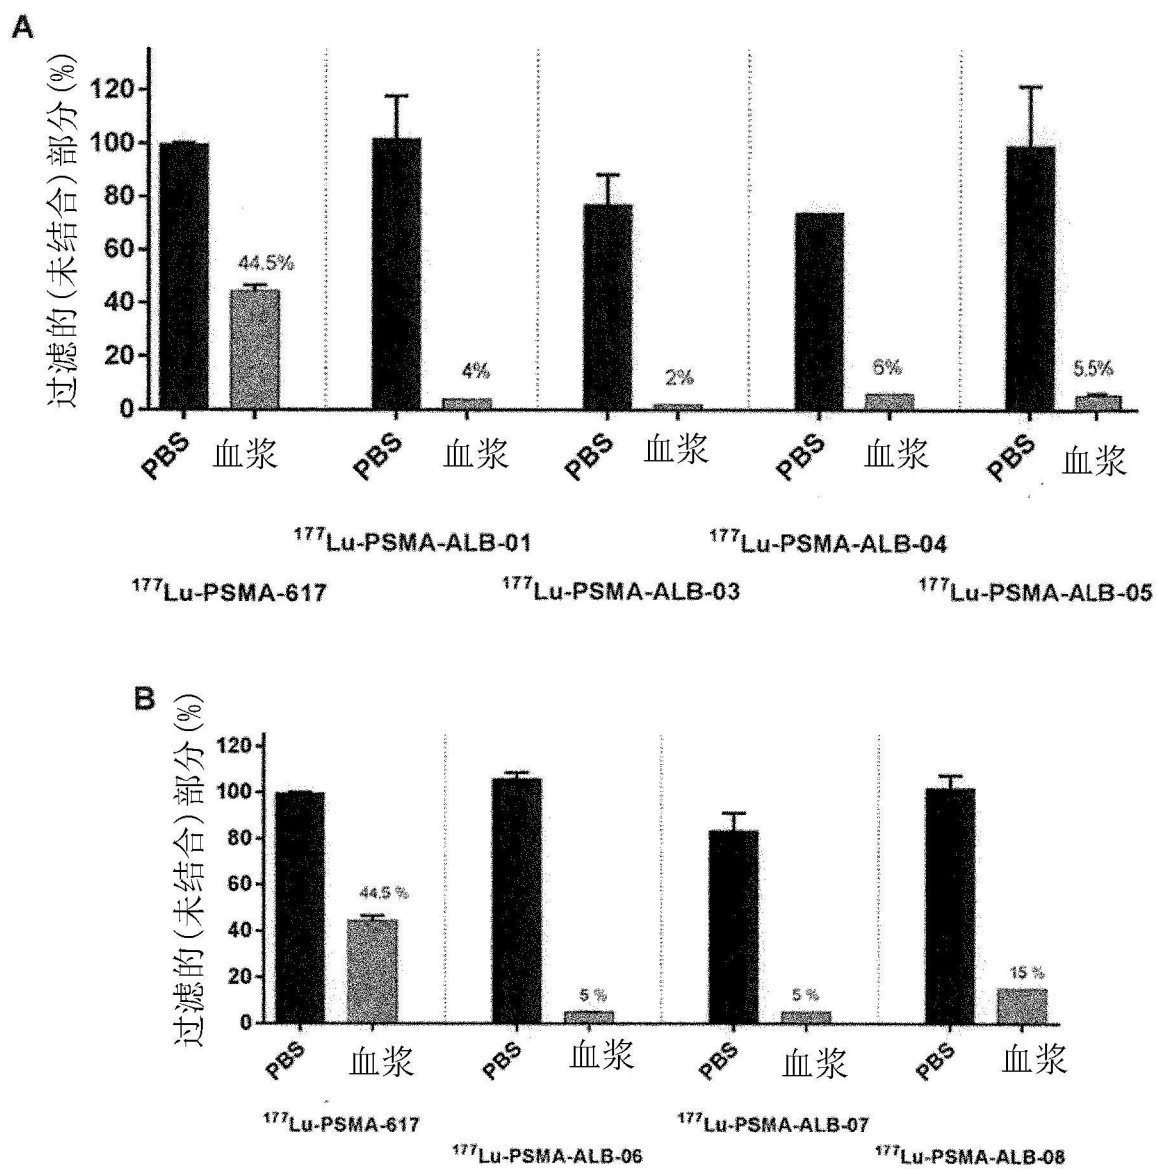 A
过滤的(未结合)部分(%)
120
100
80
60
40
20
0
44.5%
4%
2%
6%
5.5%
PBS 血浆 PBS 血浆 PBS 血浆 PBS 血浆 PBS 血浆
¹⁷⁷Lu-PSMA-ALB-01 ¹⁷⁷Lu-PSMA-ALB-04
¹⁷⁷Lu-PSMA-617 ¹⁷⁷Lu-PSMA-ALB-03 ¹⁷⁷Lu-PSMA-ALB-05
B
过滤的(未结合)部分(%)
120
100
80
60
40
20
0
44.5 %
5 %
5 %
15 %
PBS 血浆 PBS 血浆 PBS 血浆 PBS 血浆
¹⁷⁷Lu-PSMA-617 ¹⁷⁷Lu-PSMA-ALB-07
¹⁷⁷Lu-PSMA-ALB-06 ¹⁷⁷Lu-PSMA-ALB-08